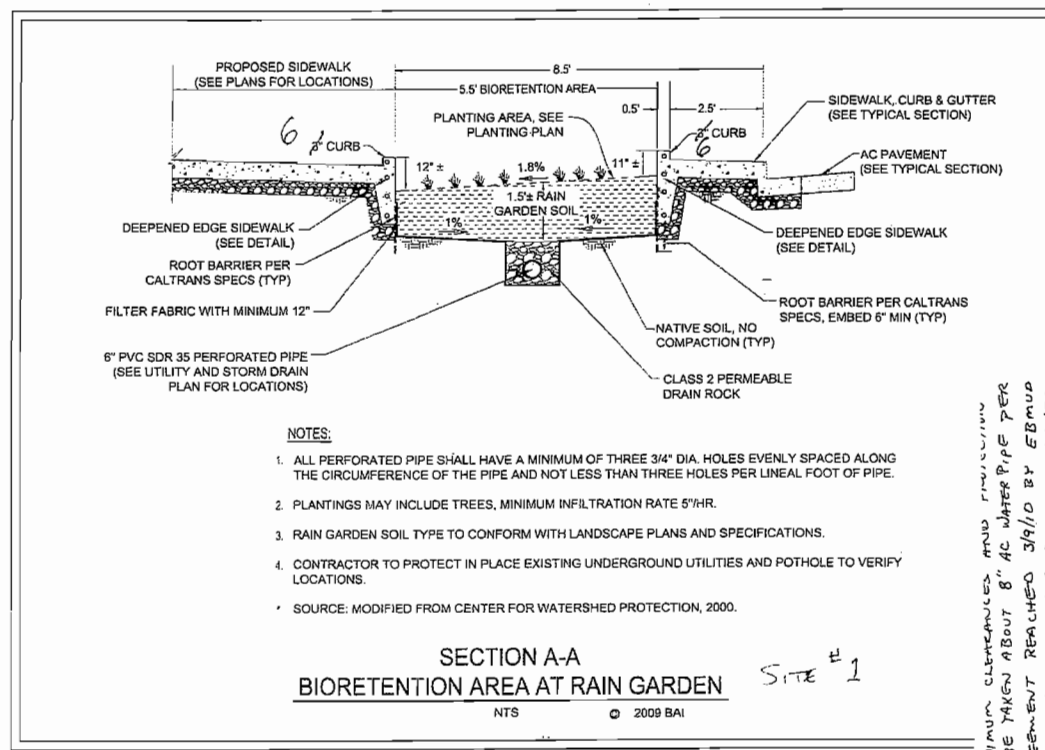 PROPOSED SIDEWALK
(SEE PLANS FOR LOCATIONS)
8.5'
5.5' BIORETENTION AREA
0.5'
2.5'
SIDEWALK, CURB & GUTTER
(SEE TYPICAL SECTION)
PLANTING AREA, SEE
PLANTING PLAN
6
CURB
CURB
6
AC PAVEMENT
(SEE TYPICAL SECTION)
12" ±
1.8%
11" ±
1.5'± RAIN
GARDEN SOIL
1%
1%
DEEPENED EDGE SIDEWALK
(SEE DETAIL)
DEEPENED EDGE SIDEWALK
(SEE DETAIL)
ROOT BARRIER PER
CALTRANS SPECS (TYP)
FILTER FABRIC WITH MINIMUM 12"
ROOT BARRIER PER CALTRANS
SPECS, EMBED 6" MIN (TYP)
NATIVE SOIL, NO
COMPACTION (TYP)
6" PVC SDR 35 PERFORATED PIPE
(SEE UTILITY AND STORM DRAIN
PLAN FOR LOCATIONS)
CLASS 2 PERMEABLE
DRAIN ROCK
NOTES:
1. ALL PERFORATED PIPE SHALL HAVE A MINIMUM OF THREE 3/4" DIA. HOLES EVENLY SPACED ALONG
THE CIRCUMFERENCE OF THE PIPE AND NOT LESS THAN THREE HOLES PER LINEAL FOOT OF PIPE.
2. PLANTINGS MAY INCLUDE TREES, MINIMUM INFILTRATION RATE 5"/HR.
3. RAIN GARDEN SOIL TYPE TO CONFORM WITH LANDSCAPE PLANS AND SPECIFICATIONS.
4. CONTRACTOR TO PROTECT IN PLACE EXISTING UNDERGROUND UTILITIES AND POTHOLE TO VERIFY
LOCATIONS.
* SOURCE: MODIFIED FROM CENTER FOR WATERSHED PROTECTION, 2000.
SECTION A-A
BIORETENTION AREA AT RAIN GARDEN
NTS © 2009 BAI
SITE #1
IMUM CLEARANCES AND
E TAKEN ABOUT 8" AC WATER PIPE PER
EEMENT REACHED 3/9/10 BY EBMUD